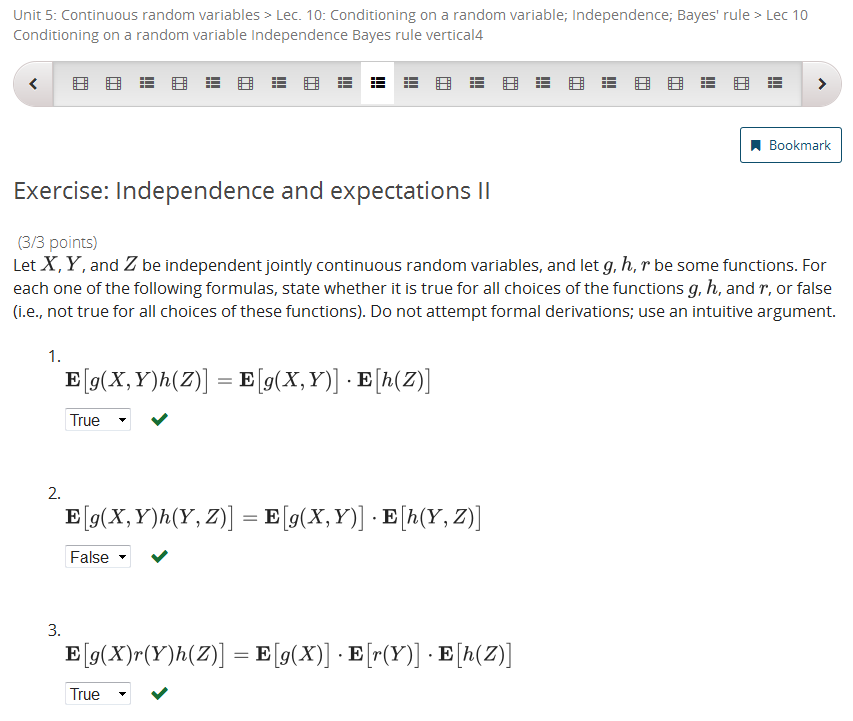 Unit 5: Continuous random variables > Lec. 10: Conditioning on a random variable; Independence; Bayes' rule > Lec 10
Conditioning on a random variable Independence Bayes rule vertical4
Bookmark
Exercise: Independence and expectations II
(3/3 points)
Let X, Y, and Z be independent jointly continuous random variables, and let g, h, r be some functions. For
each one of the following formulas, state whether it is true for all choices of the functions g, h, and r, or false
(i.e., not true for all choices of these functions). Do not attempt formal derivations; use an intuitive argument.
1.
E[g(X, Y)h(Z)] = E[g(X, Y)] · E[h(Z)]
True
2.
E[g(X, Y)h(Y, Z)] = E[g(X, Y)] · E[h(Y, Z)]
False
3.
E[g(X)r(Y)h(Z)] = E[g(X)] · E[r(Y)] · E[h(Z)]
True